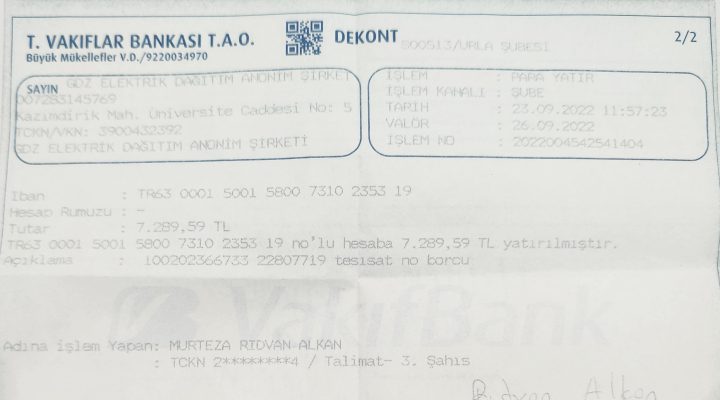 T. VAKIFLAR BANKASI T.A.O.
Büyük Mükellefler V.D./9220034970
DEKONT
S00513/URLA ŞUBESİ
2/2
SAYIN
GDZ ELEKTRİK DAĞITIM ANONİM ŞİRKET
007283145769
Kazımdirik Mah. Üniversite Caddesi No: 5
TCKN/VKN: 3900432392
GDZ ELEKTRİK DAĞITIM ANONİM ŞİRKETİ
İŞLEM : PARA YATIR
İŞLEM KANALI : ŞUBE
TARİH : 23.09.2022 11:57:23
VALÖR : 26.09.2022
İŞLEM NO : 2022004542541404
Iban : TR63 0001 5001 5800 7310 2353 19
Hesap Rumuzu : -
Tutar : 7.289,59 TL
TR63 0001 5001 5800 7310 2353 19 no'lu hesaba 7.289,59 TL yatırılmıştır.
Açıklama : 100202366733 22807719 tesisat no borcu
VakıfBank
Adına işlem Yapan: MURTEZA RIDVAN ALKAN
: TCKN 2********4 / Talimat- 3. Şahıs
Rıdvan Alkan